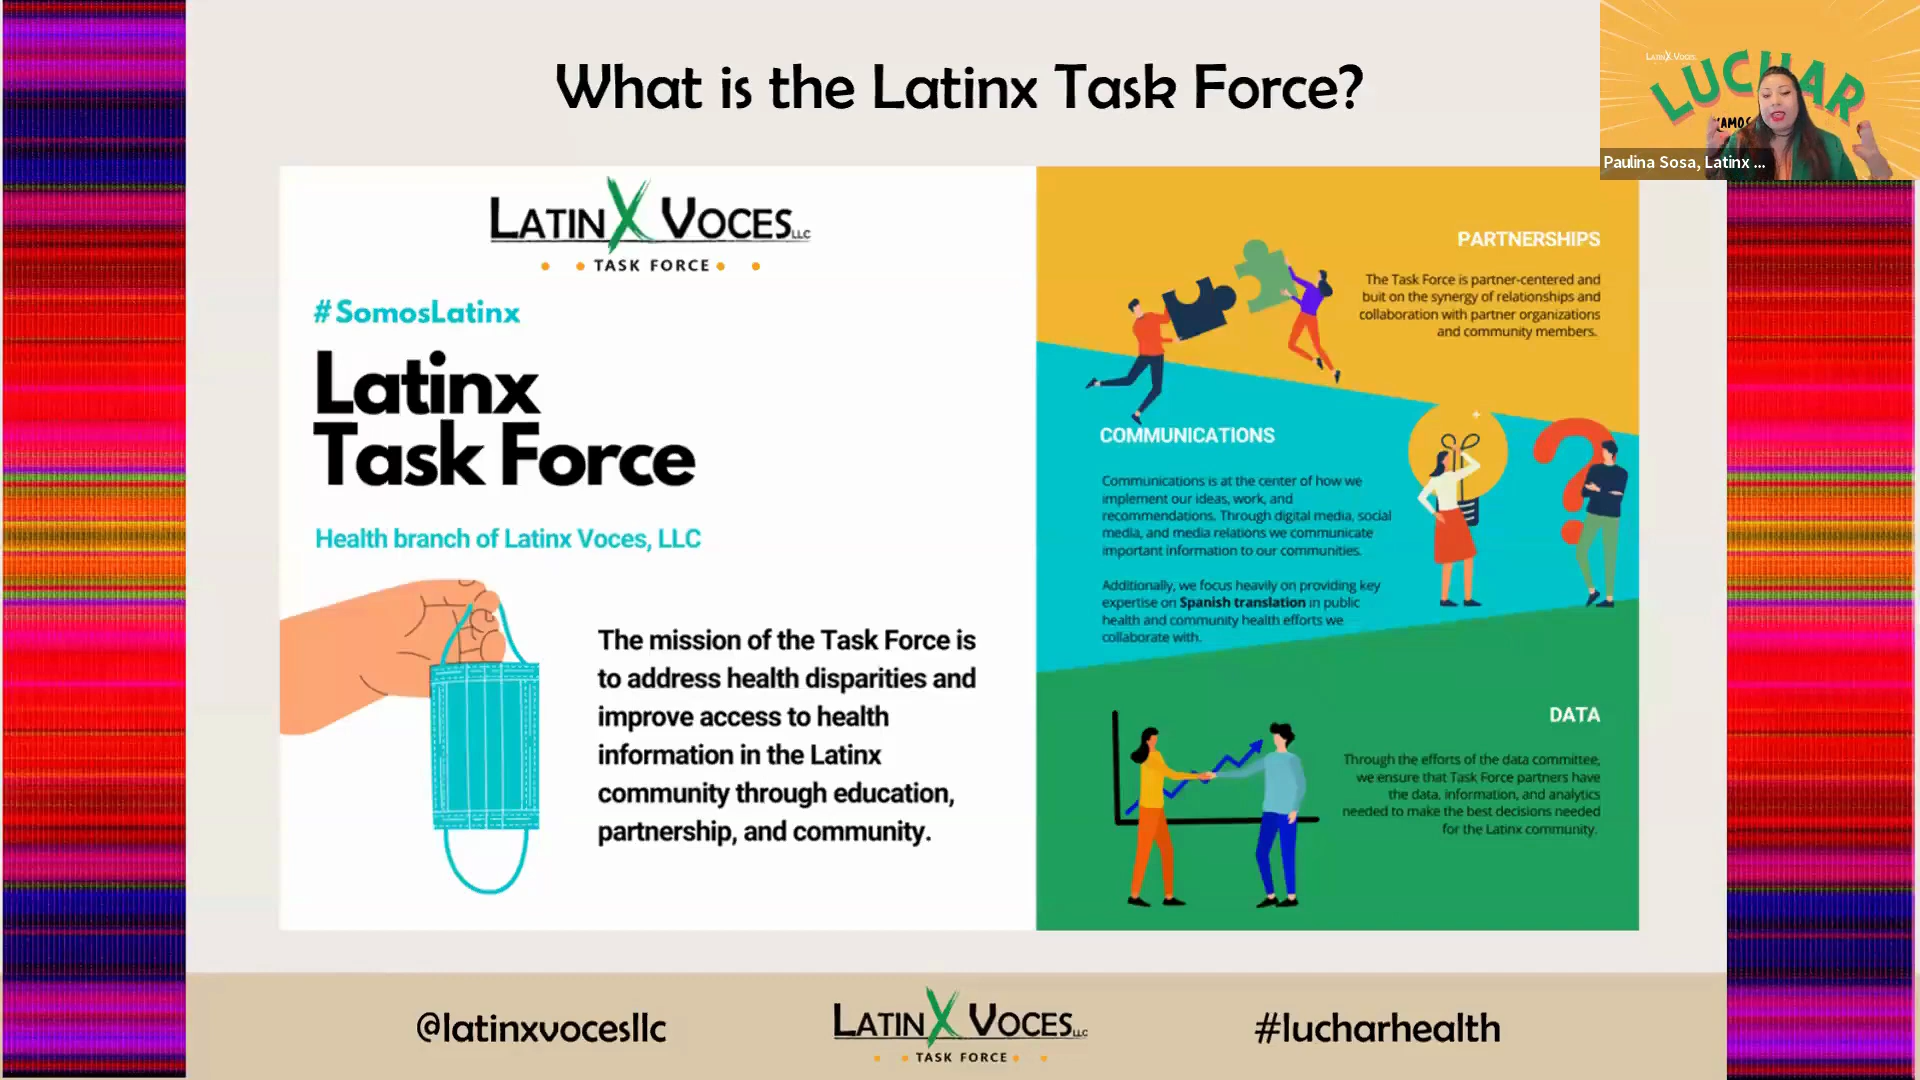 What is the Latinx Task Force?
LATINX VOCES
LUCHAR
Paulina Sosa, Latinx ...
LATINX VOCES LLC
TASK FORCE
#SomosLatinx
Latinx
Task Force
Health branch of Latinx Voces, LLC
The mission of the Task Force is
to address health disparities and
improve access to health
information in the Latinx
community through education,
partnership, and community.
PARTNERSHIPS
The Task Force is partner-centered and
buit on the synergy of relationships and
collaboration with partner organizations
and community members.
COMMUNICATIONS
Communications is at the center of how we
implement our ideas, work, and
recommendations. Through digital media, social
media, and media relations we communicate
important information to our communities.
Additionally, we focus heavily on providing key
expertise on Spanish translation in public
health and community health efforts we
collaborate with.
DATA
Through the efforts of the data committee,
we ensure that Task Force partners have
the data, information, and analytics
needed to make the best decisions needed
for the Latinx community.
@latinxvocesllc
LATINX VOCES LLC
TASK FORCE
#lucharhealth